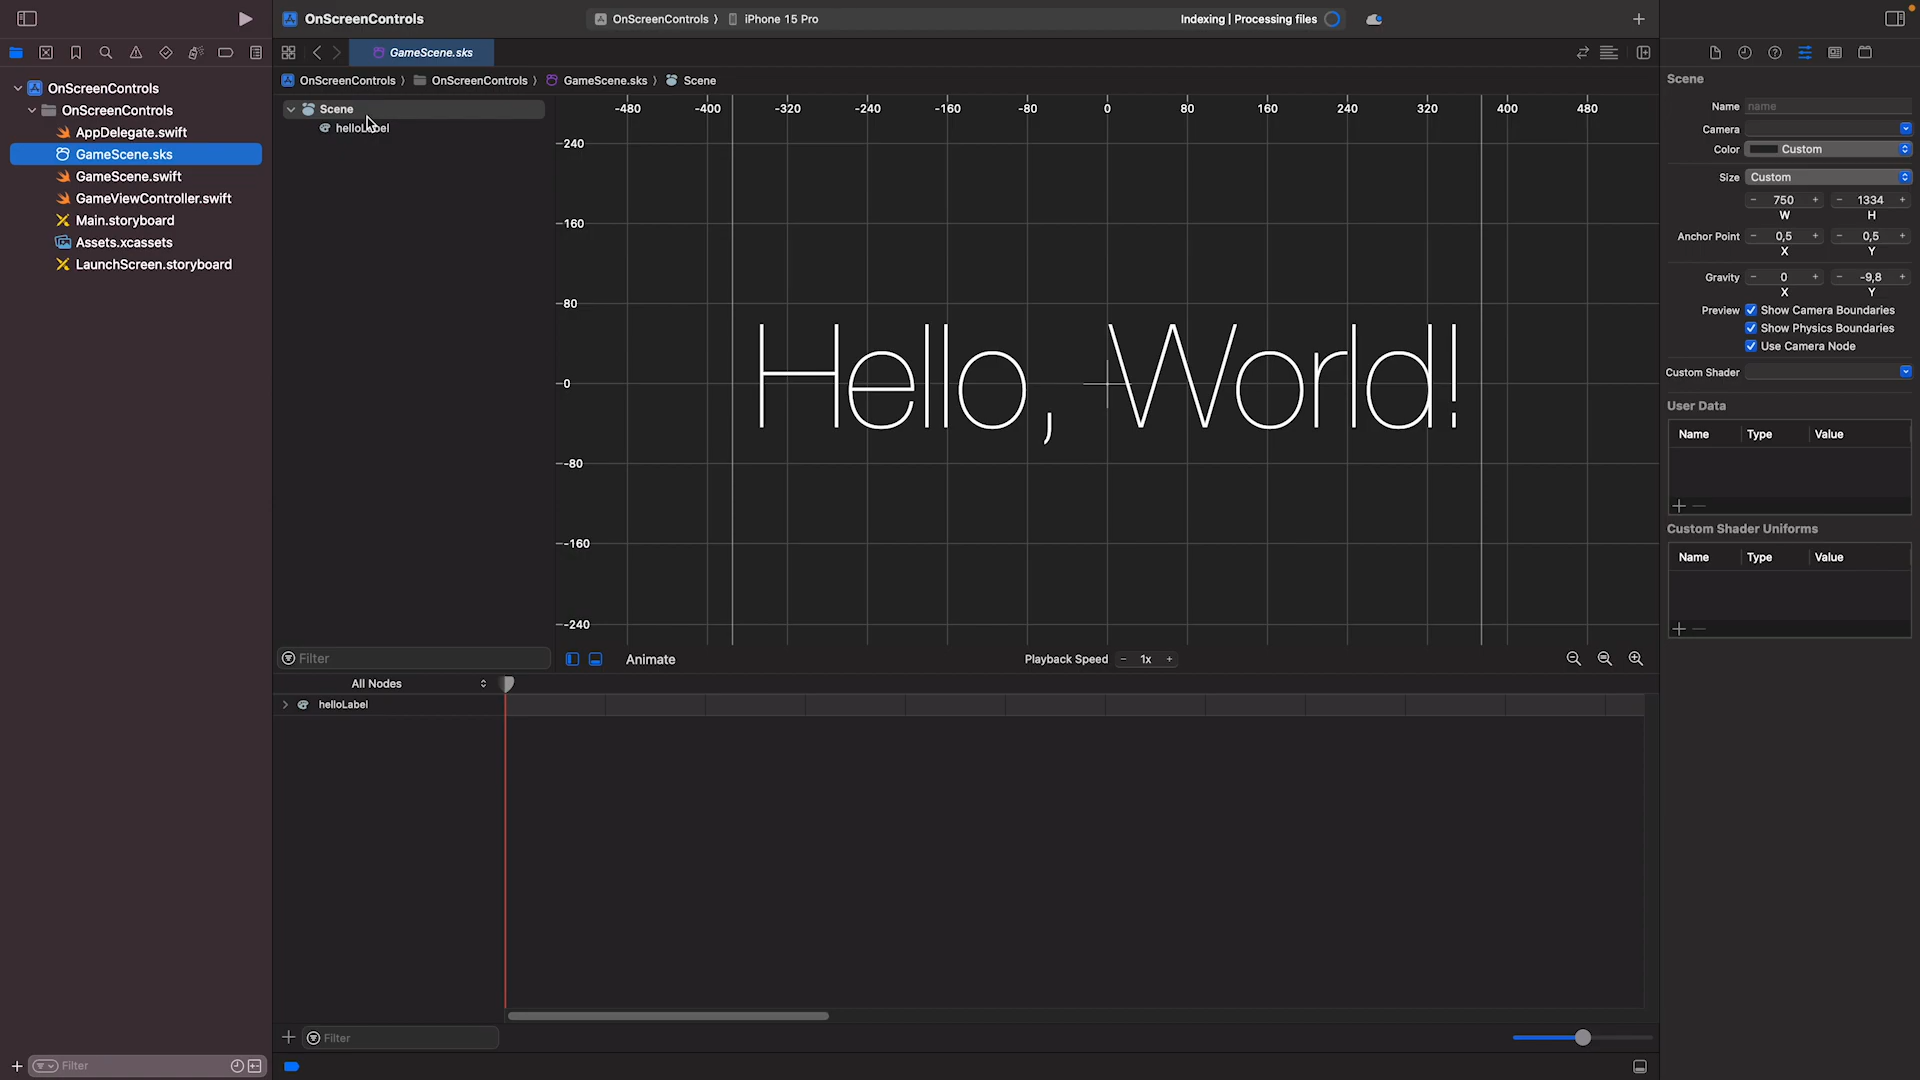 OnScreenControls
OnScreenControls 〉 iPhone 15 Pro
Indexing | Processing files
GameScene.sks
OnScreenControls 〉 OnScreenControls 〉 GameScene.sks 〉 Scene
OnScreenControls
OnScreenControls
AppDelegate.swift
GameScene.sks
GameScene.swift
GameViewController.swift
Main.storyboard
Assets.xcassets
LaunchScreen.storyboard
Filter
Scene
helloLabel
Filter
-480 -400 -320 -240 -160 -80 0 80 160 240 320 400 480
240
160
80
0
-80
-160
-240
Hello, World!
Animate
Playback Speed - 1x +
All Nodes
helloLabel
Filter
Scene
Name name
Camera
Color Custom
Size Custom
- 750 + - 1334 +
W H
Anchor Point - 0,5 + - 0,5 +
X Y
Gravity - 0 + - -9,8 +
X Y
Preview Show Camera Boundaries
Show Physics Boundaries
Use Camera Node
Custom Shader
User Data
Name Type Value
Custom Shader Uniforms
Name Type Value